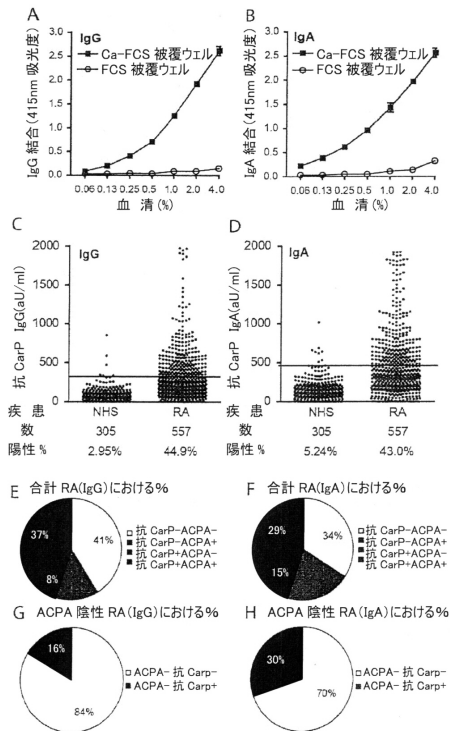 A
IgG
Ca-FCS 被覆ウェル
FCS 被覆ウェル
IgG 結合(415nm 吸光度)
3.0
2.5
2.0
1.5
1.0
0.5
0.0
0.06 0.13 0.25 0.5 1.0 2.0 4.0
血 清(%)
B
IgA
Ca-FCS 被覆ウェル
FCS 被覆ウェル
IgA 結合(415nm 吸光度)
3.0
2.5
2.0
1.5
1.0
0.5
0.0
0.06 0.13 0.25 0.5 1.0 2.0 4.0
血 清(%)
C
IgG
抗 CarP IgG(aU/ml)
2000
1500
1000
500
0
D
IgA
抗 CarP IgA(aU/ml)
2000
1500
1000
500
0
疾 患 NHS RA
数 305 557
陽性 % 2.95% 44.9%
疾 患 NHS RA
数 305 557
陽性 % 5.24% 43.0%
E 合計 RA(IgG)における%
37%
41%
8%
抗 CarP-ACPA-
抗 CarP-ACPA+
抗 CarP+ACPA-
抗 CarP+ACPA+
F 合計 RA(IgA)における%
29%
34%
15%
抗 CarP-ACPA-
抗 CarP-ACPA+
抗 CarP+ACPA-
抗 CarP+ACPA+
G ACPA 陰性 RA(IgG)における%
16%
84%
ACPA- 抗 Carp-
ACPA- 抗 Carp+
H ACPA 陰性 RA(IgA)における%
30%
70%
ACPA- 抗 Carp-
ACPA- 抗 Carp+